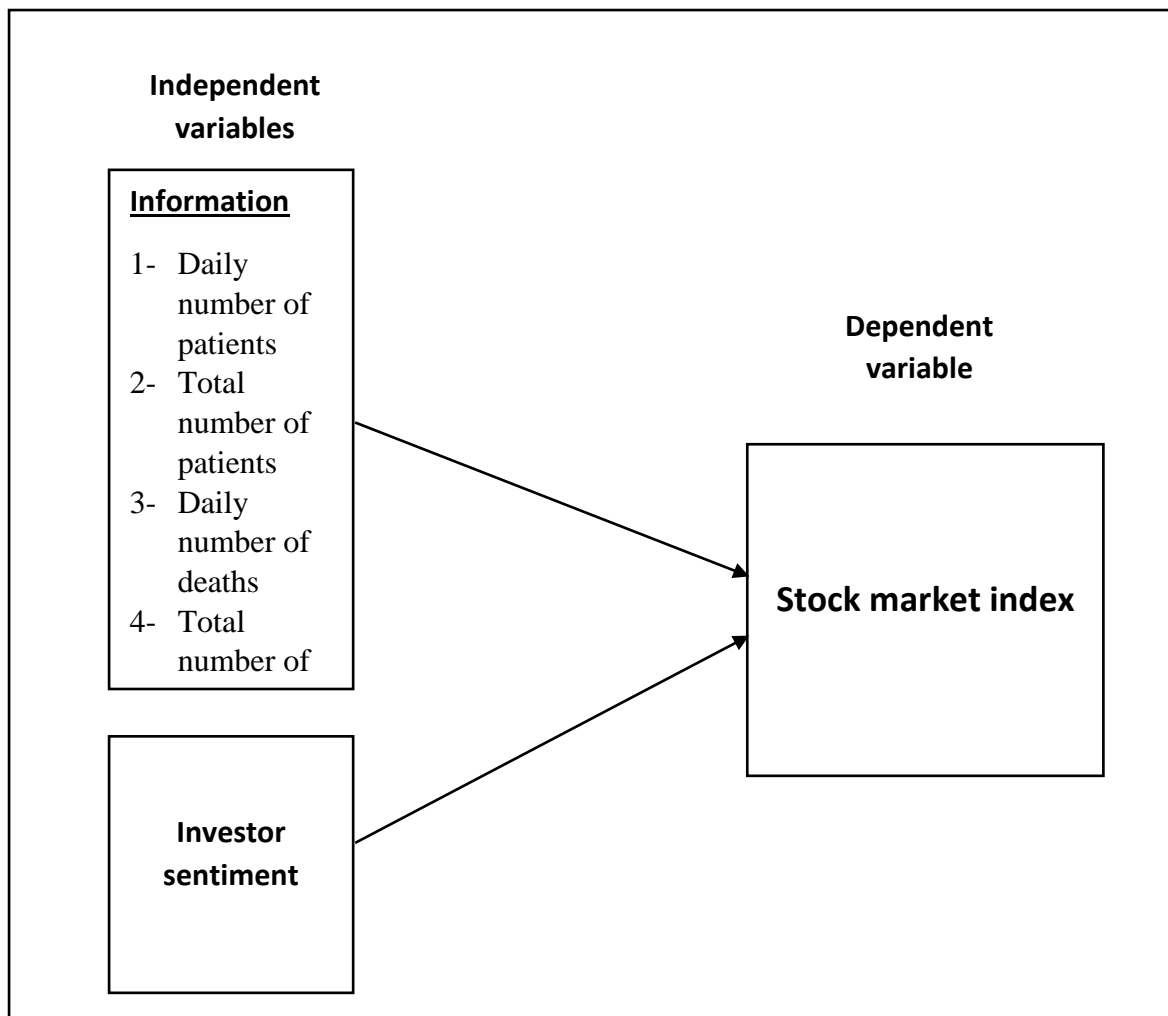 Independent
variables
Information
1- Daily
number of
patients
2- Total
number of
patients
3- Daily
number of
deaths
4- Total
number of
Investor
sentiment
Dependent
variable
Stock market index